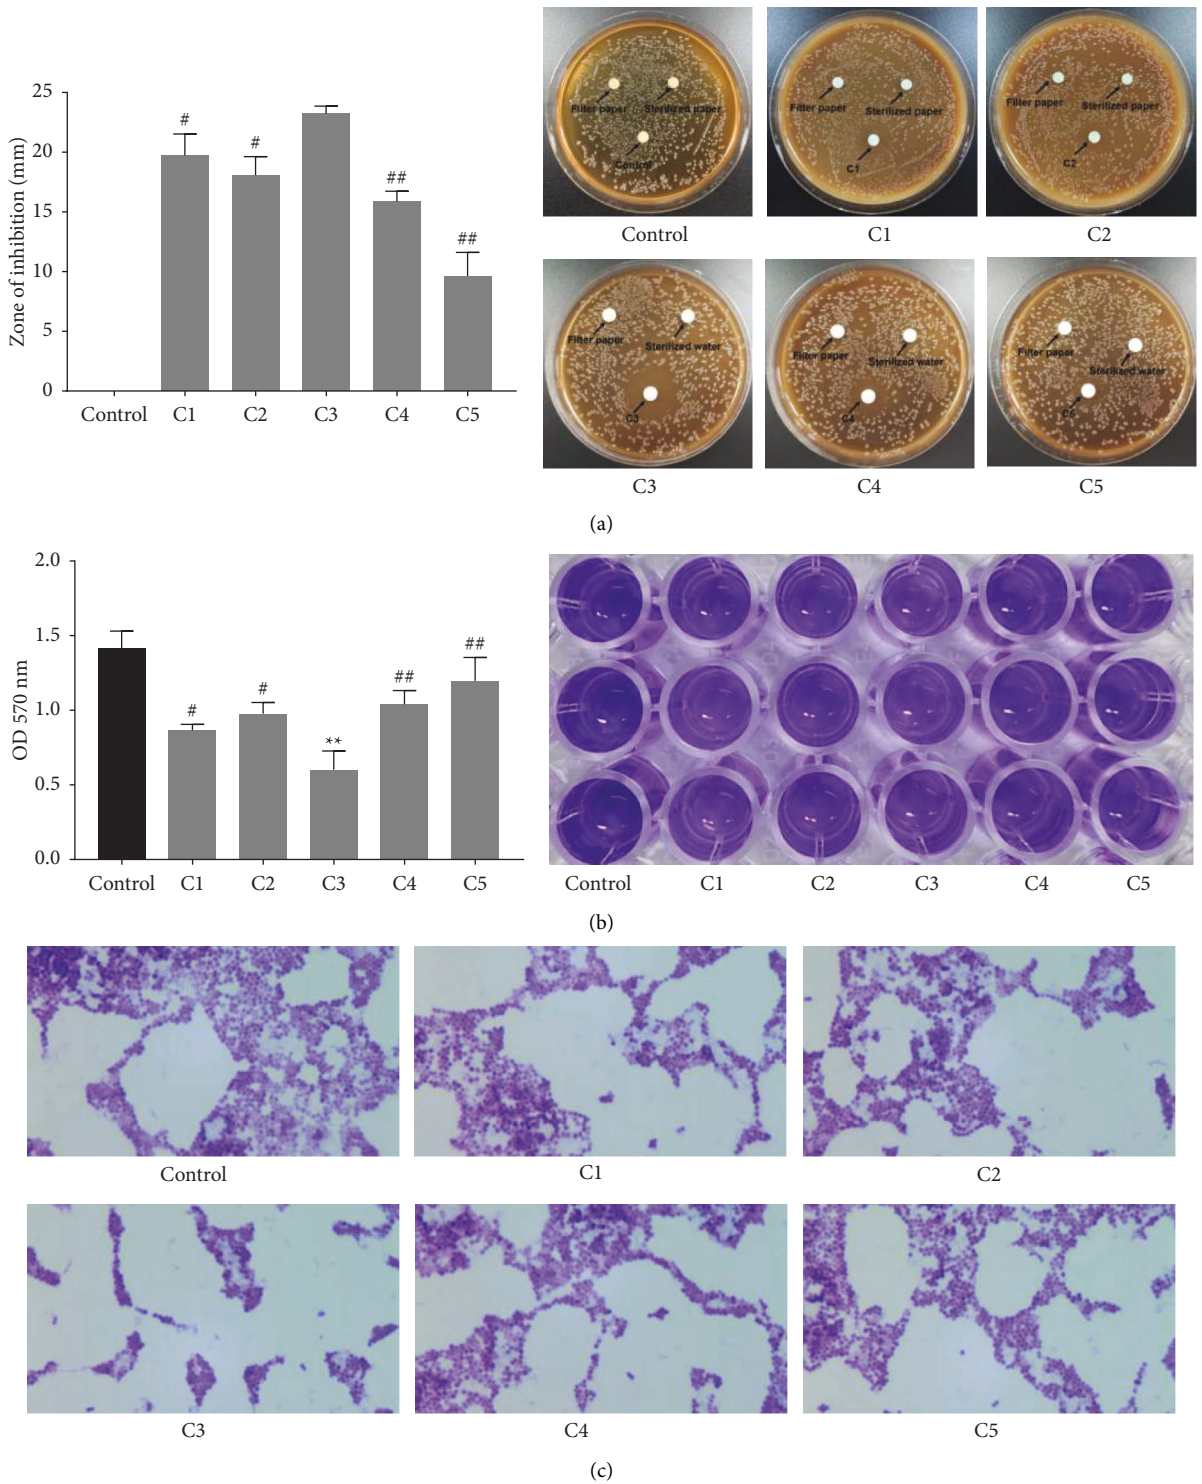 Zone of inhibition (mm)
25
20
15
10
5
0
#
#
##
##
Control C1 C2 C3 C4 C5
Filter paper Sterilized paper
Control
Control
Filter paper Sterilized paper
C1
C1
Filter paper Sterilized paper
C2
C2
Filter paper Sterilized water
C3
C3
Filter paper Sterilized water
C4
C4
Filter paper Sterilized water
C5
C5
(a)
OD 570 nm
2.0
1.5
1.0
0.5
0.0
#
#
**
##
##
Control C1 C2 C3 C4 C5
Control C1 C2 C3 C4 C5
(b)
Control C1 C2
C3 C4 C5
(c)